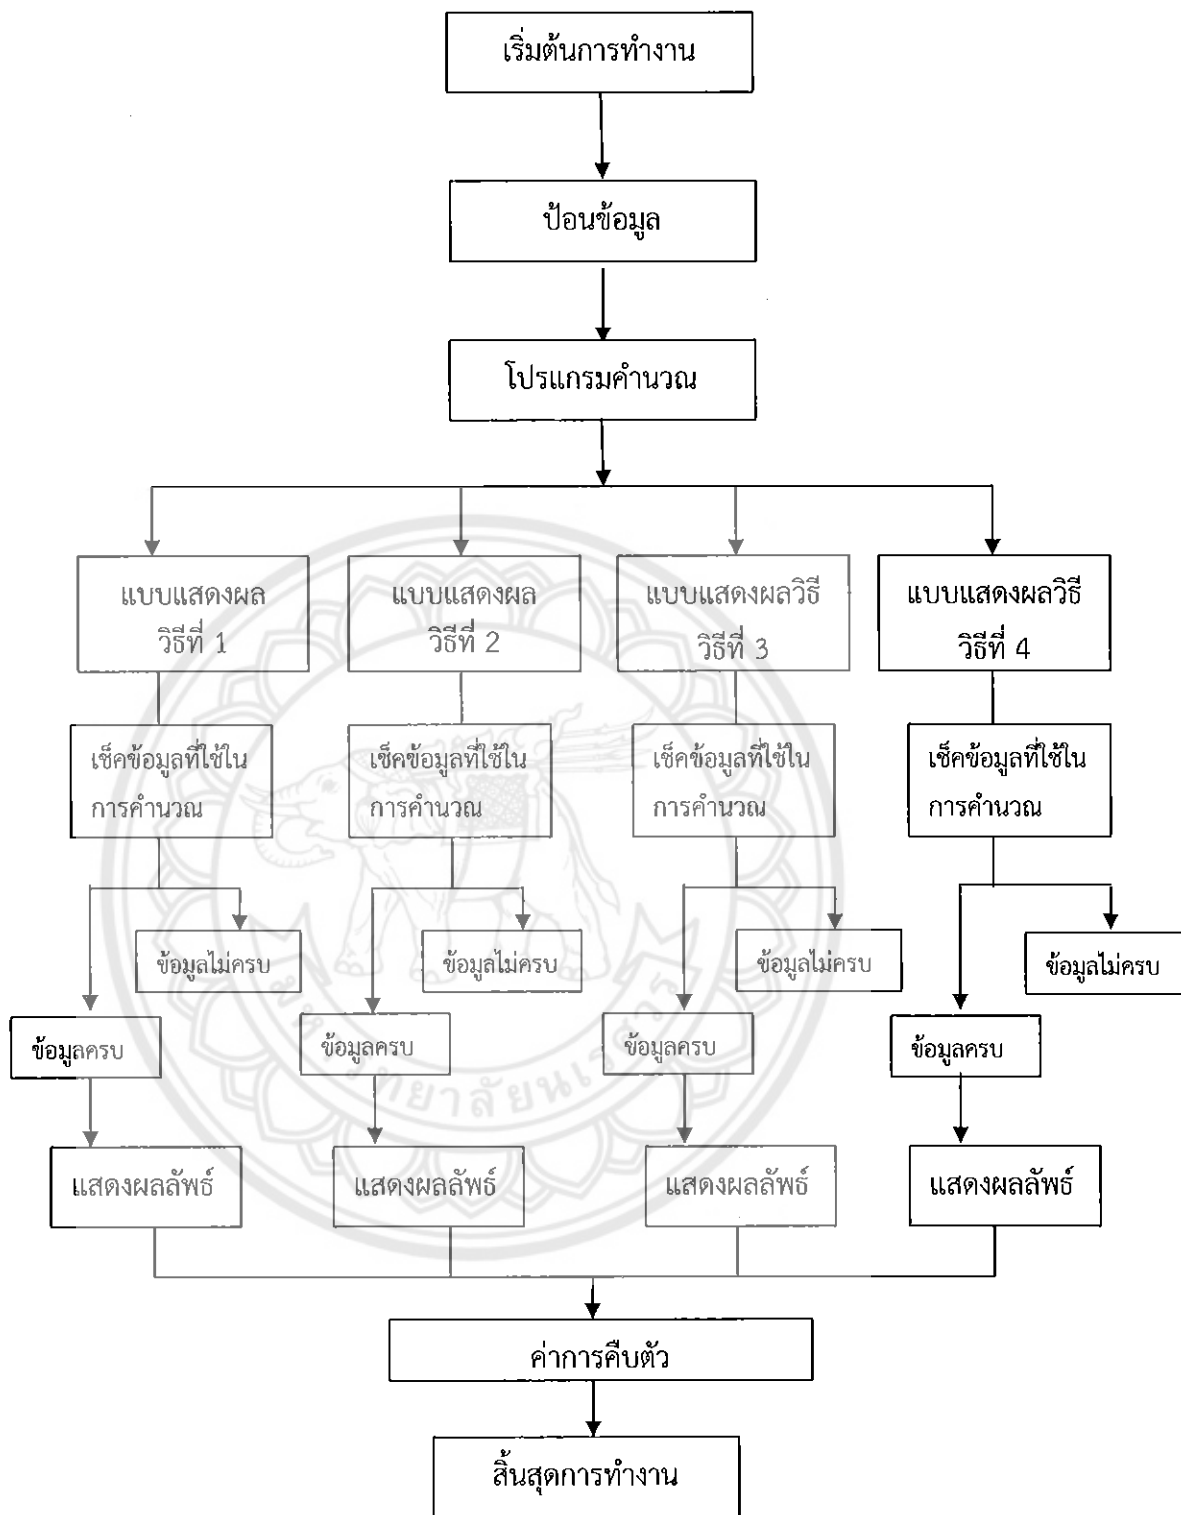 เริ่มต้นการทำงาน
ป้อนข้อมูล
โปรแกรมคำนวณ
แบบแสดงผล
วิธีที่ 1
แบบแสดงผล
วิธีที่ 2
แบบแสดงผลวิธี
วิธีที่ 3
แบบแสดงผลวิธี
วิธีที่ 4
เช็คข้อมูลที่ใช้ใน
การคำนวณ
เช็คข้อมูลที่ใช้ใน
การคำนวณ
เช็คข้อมูลที่ใช้ใน
การคำนวณ
เช็คข้อมูลที่ใช้ใน
การคำนวณ
ข้อมูลไม่ครบ
ข้อมูลไม่ครบ
ข้อมูลไม่ครบ
ข้อมูลไม่ครบ
ข้อมูลครบ
ข้อมูลครบ
ข้อมูลครบ
ข้อมูลครบ
แสดงผลลัพธ์
แสดงผลลัพธ์
แสดงผลลัพธ์
แสดงผลลัพธ์
ค่าการคืบตัว
สิ้นสุดการทำงาน